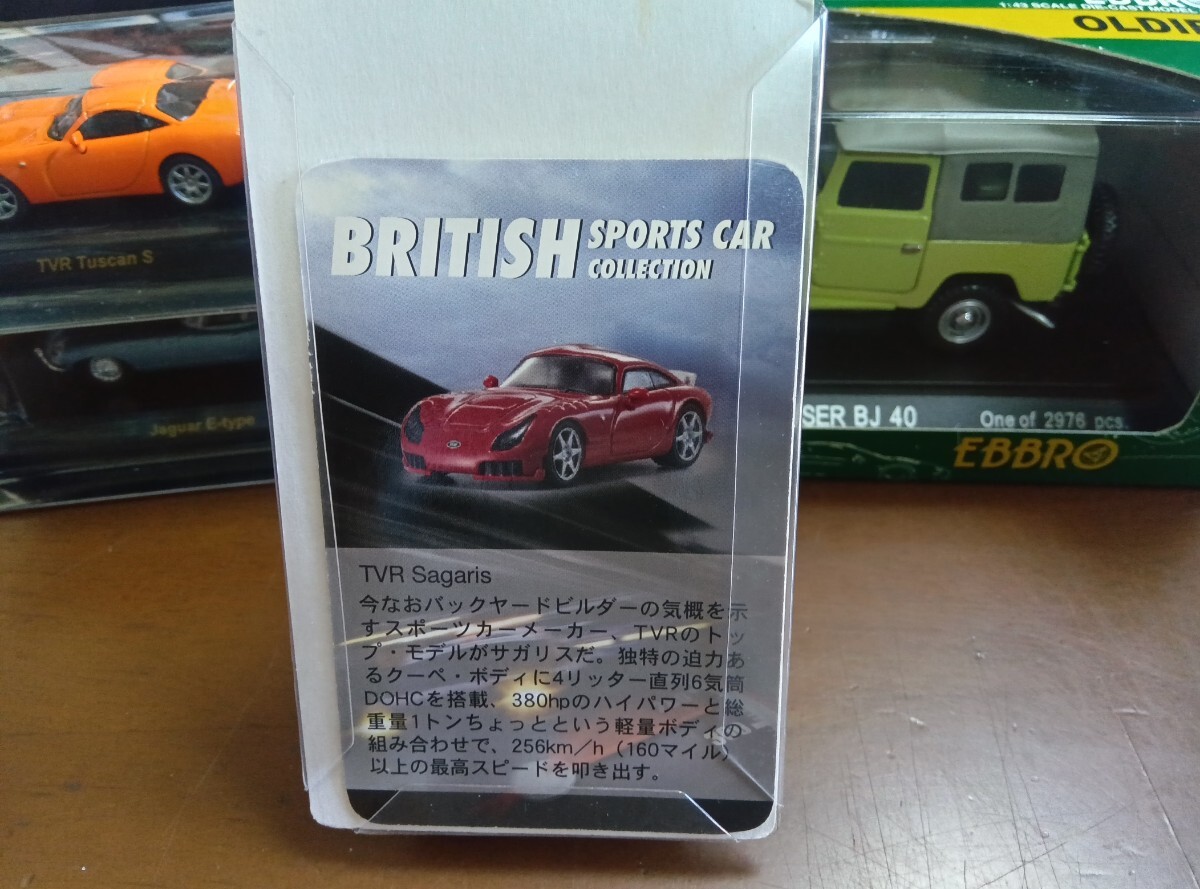 BRITISH SPORTS CAR
COLLECTION
TVR Sagaris
今なおバックヤードビルダーの気概を示
すスポーツカーメーカー、TVRのトッ
プ・モデルがサガリスだ。独特の迫力あ
るクーペ・ボディに4リッター直列6気筒
DOHCを搭載、380hpのハイパワーと総
重量1トンちょっとという軽量ボディの
組み合わせで、256km/h（160マイル）
以上の最高スピードを叩き出す。
TVR Tuscan S
Jaguar E-type
1:43 SCALE DIE-CAST MODEL
SER BJ 40 One of 2976 pcs.
EBBRO